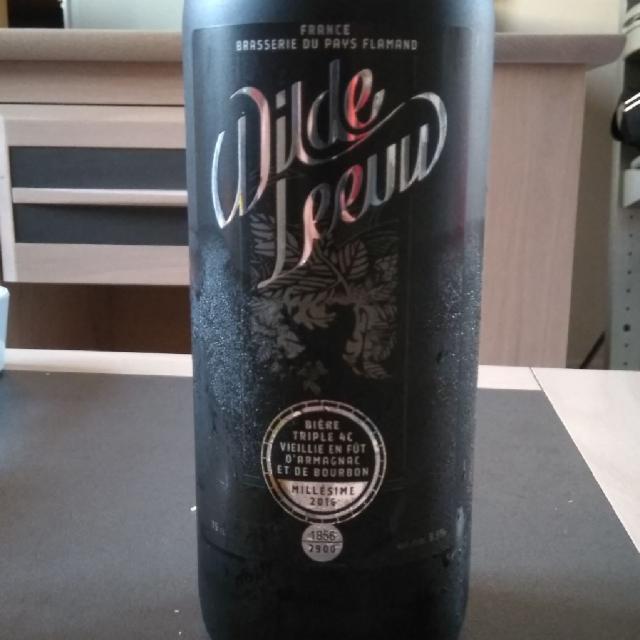 FRANCE
BRASSERIE DU PAYS FLAMAND
Wilde
Leeuw
BIÈRE
TRIPLE 4C
VIEILLIE EN FÛT
D'ARMAGNAC
ET DE BOURBON
MILLÉSIME
2016
1856
2900